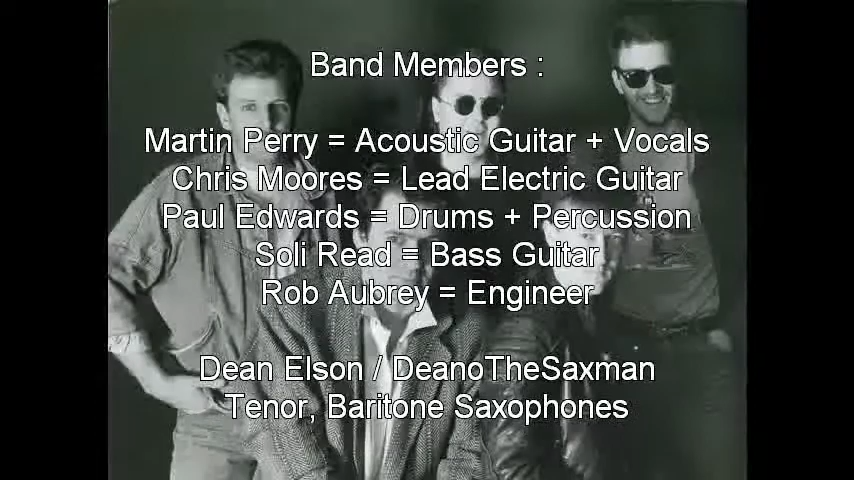 Band Members :
Martin Perry = Acoustic Guitar + Vocals
Chris Moores = Lead Electric Guitar
Paul Edwards = Drums + Percussion
Soli Read = Bass Guitar
Rob Aubrey = Engineer
Dean Elson / DeanoTheSaxman
Tenor, Baritone Saxophones